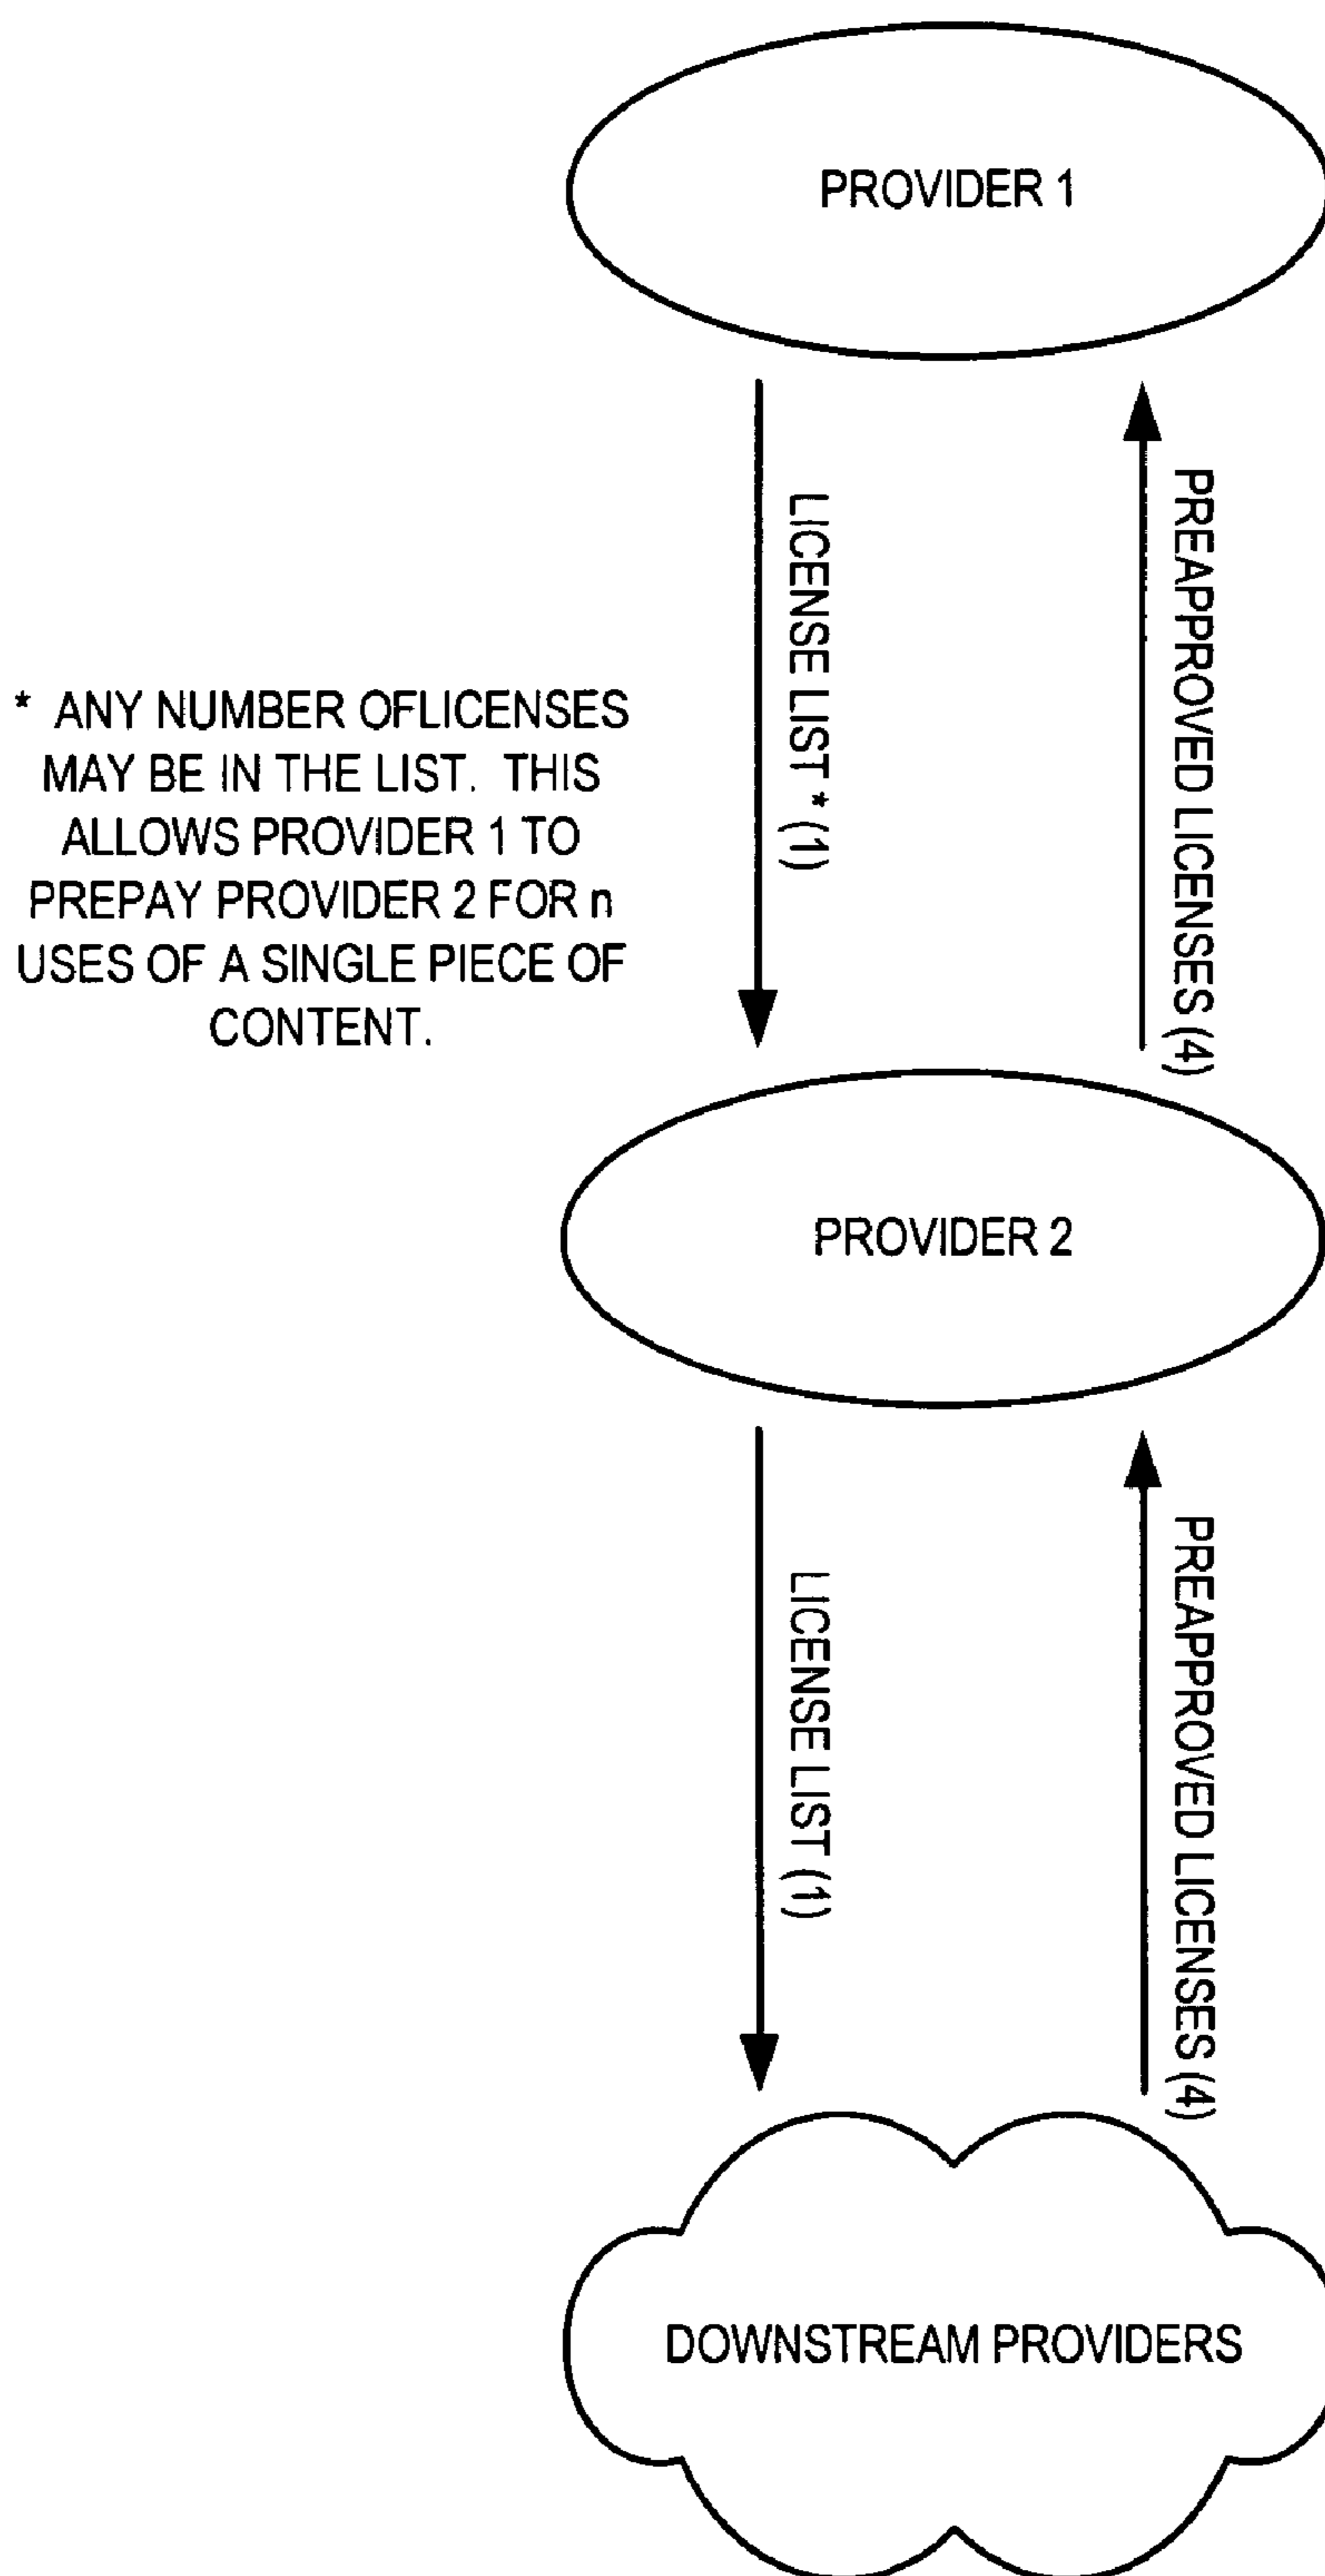 PROVIDER 1
LICENSE LIST * (1)
PREAPPROVED LICENSES (4)
* ANY NUMBER OFLICENSES
MAY BE IN THE LIST. THIS
ALLOWS PROVIDER 1 TO
PREPAY PROVIDER 2 FOR n
USES OF A SINGLE PIECE OF
CONTENT.
PROVIDER 2
LICENSE LIST (1)
PREAPPROVED LICENSES (4)
DOWNSTREAM PROVIDERS